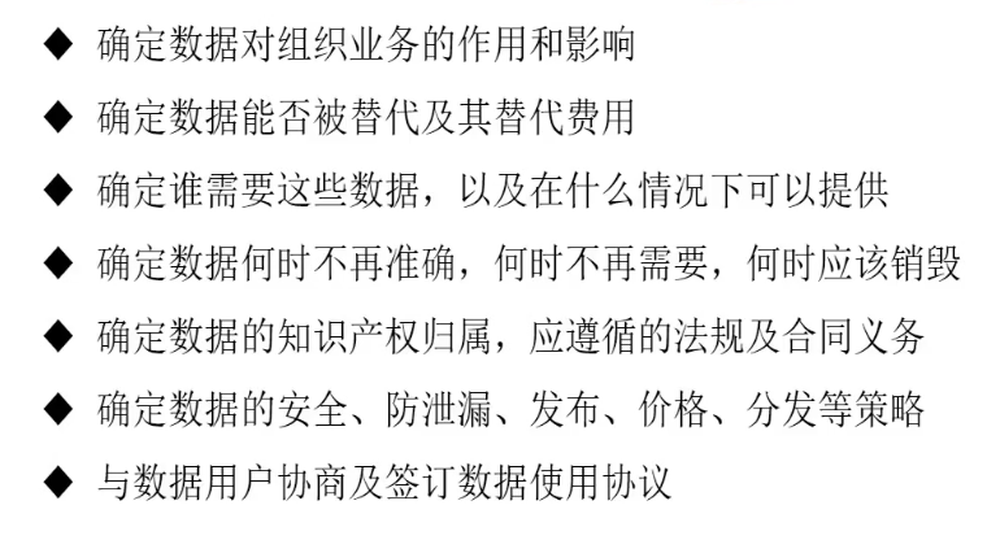 ◆ 确定数据对组织业务的作用和影响
◆ 确定数据能否被替代及其替代费用
◆ 确定谁需要这些数据，以及在什么情况下可以提供
◆ 确定数据何时不再准确，何时不再需要，何时应该销毁
◆ 确定数据的知识产权归属，应遵循的法规及合同义务
◆ 确定数据的安全、防泄漏、发布、价格、分发等策略
◆ 与数据用户协商及签订数据使用协议